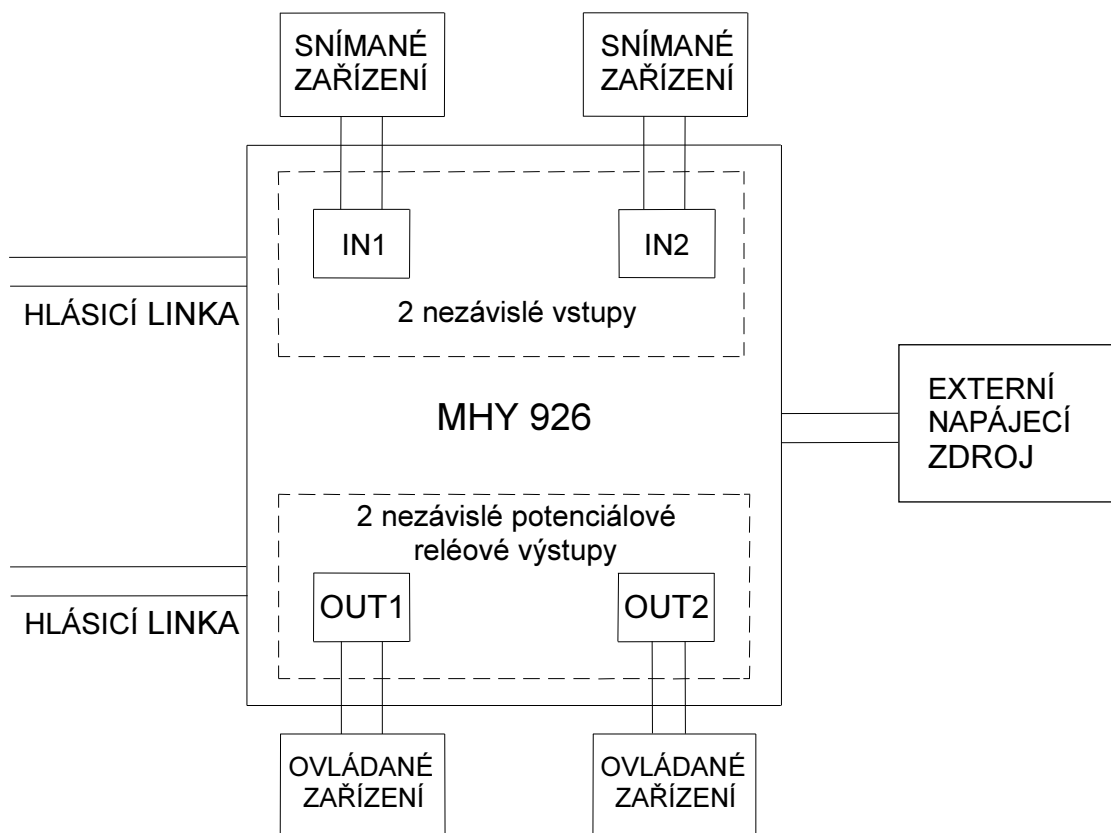 SNÍMANÉ
ZAŘÍZENÍ
SNÍMANÉ
ZAŘÍZENÍ
IN1
IN2
2 nezávislé vstupy
HLÁSICÍ LINKA
MHY 926
EXTERNÍ
NAPÁJECÍ
ZDROJ
2 nezávislé potenciálové
reléové výstupy
OUT1
OUT2
HLÁSICÍ LINKA
OVLÁDANÉ
ZAŘÍZENÍ
OVLÁDANÉ
ZAŘÍZENÍ